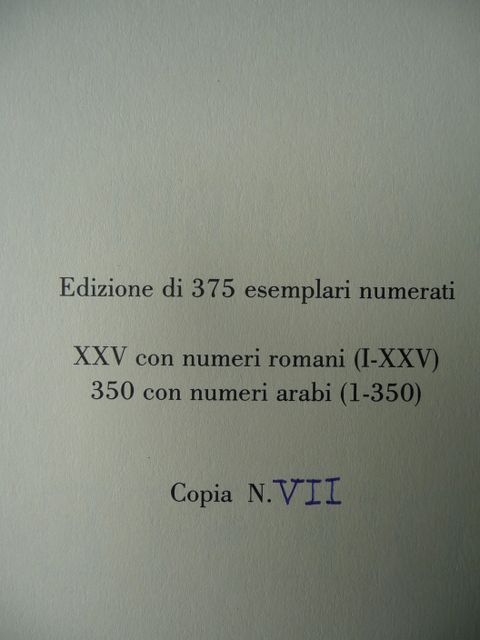 Edizione di 375 esemplari numerati
XXV con numeri romani (I-XXV)
350 con numeri arabi (1-350)
Copia N. VII